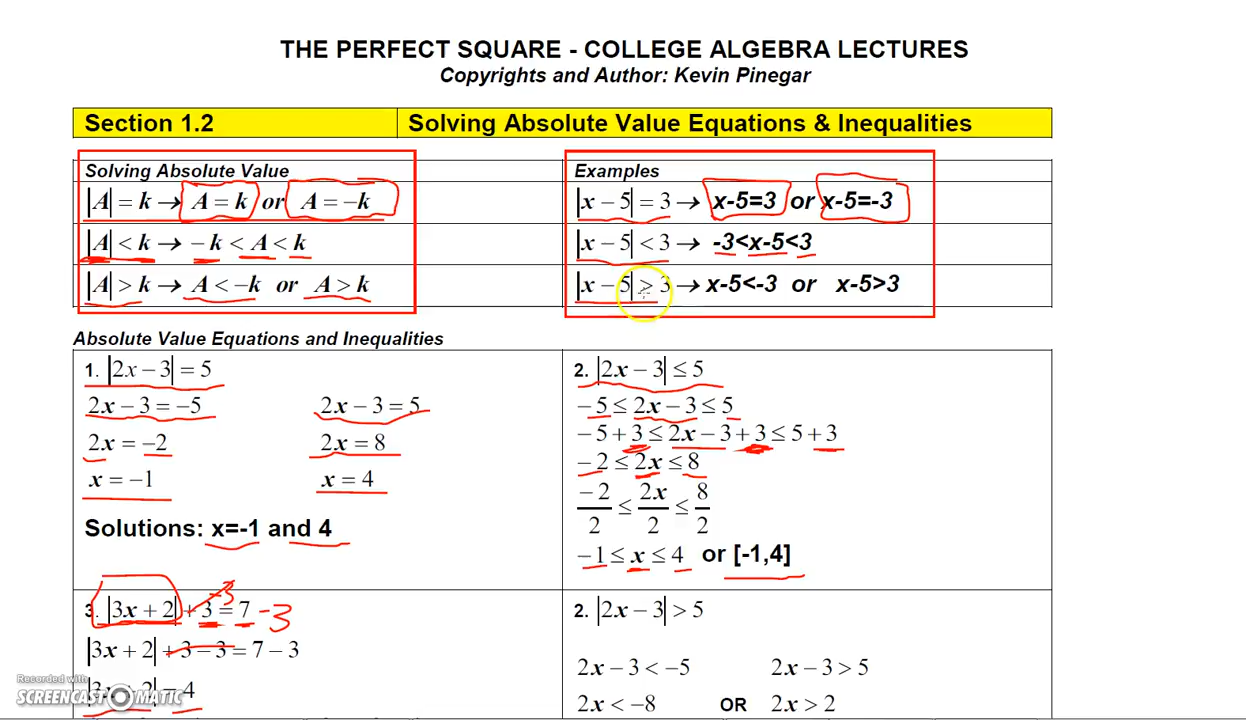 THE PERFECT SQUARE - COLLEGE ALGEBRA LECTURES
Copyrights and Author: Kevin Pinegar
Section 1.2 Solving Absolute Value Equations & Inequalities
Solving Absolute Value Examples
|A| = k → A = k or A = −k |x − 5| = 3 → x-5=3 or x-5=-3
|A| < k → −k < A < k |x − 5| < 3 → -3<x-5<3
|A| > k → A < −k or A > k |x − 5| > 3 → x-5<-3 or x-5>3
Absolute Value Equations and Inequalities
1. |2x − 3| = 5
2x − 3 = −5 2x − 3 = 5
2x = −2 2x = 8
x = −1 x = 4
Solutions: x=-1 and 4
2. |2x − 3| ≤ 5
−5 ≤ 2x − 3 ≤ 5
−5 + 3 ≤ 2x − 3 + 3 ≤ 5 + 3
−2 ≤ 2x ≤ 8
−2/2 ≤ 2x/2 ≤ 8/2
−1 ≤ x ≤ 4 or [-1,4]
3. |3x + 2| + 3 = 7 -3
-3
|3x + 2| + 3 − 3 = 7 − 3
|3x + 2| = 4
2. |2x − 3| > 5
2x − 3 < −5 2x − 3 > 5
2x < −8 OR 2x > 2
Recorded with
SCREENCAST MATIC